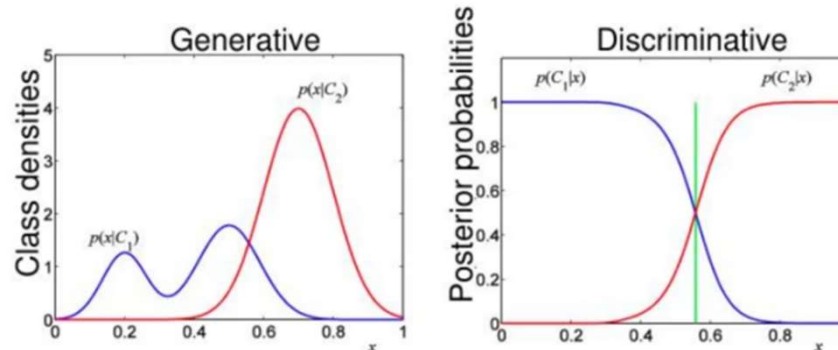 Generative
Class densities
5
4
3
2
1
0
p(x|C₁)
p(x|C₂)
0 0.2 0.4 0.6 0.8 1
x
Discriminative
Posterior probabilities
1
0.8
0.6
0.4
0.2
0
p(C₁|x)
p(C₂|x)
0 0.2 0.4 0.6 0.8
x